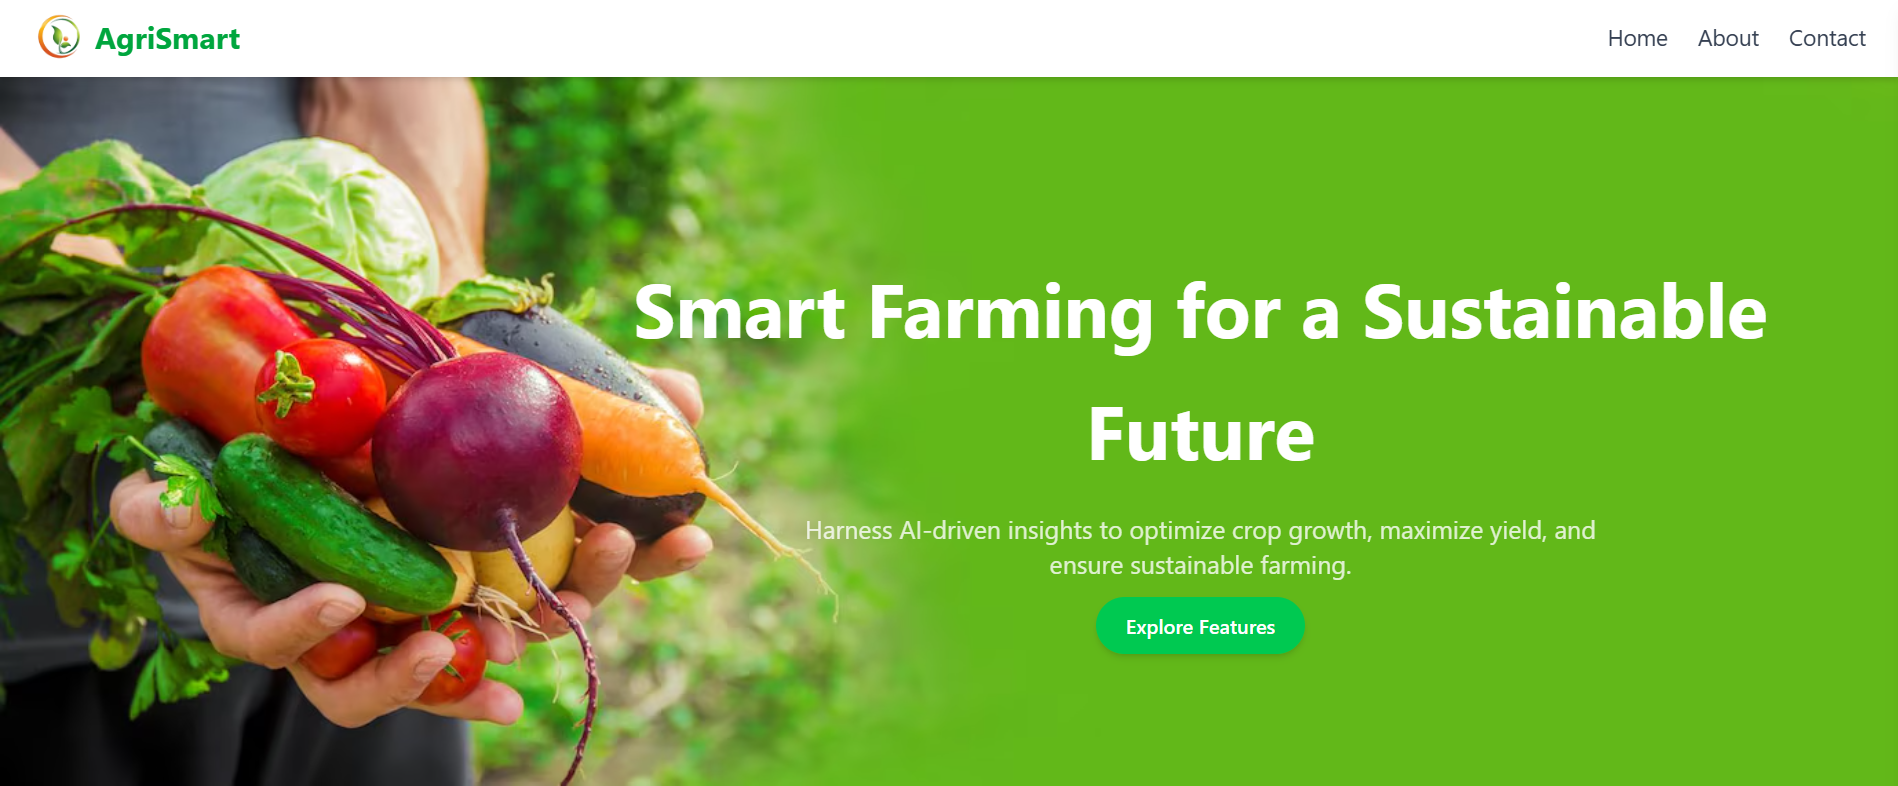 AgriSmart
Home About Contact
Smart Farming for a Sustainable
Future
Harness AI-driven insights to optimize crop growth, maximize yield, and
ensure sustainable farming.
Explore Features